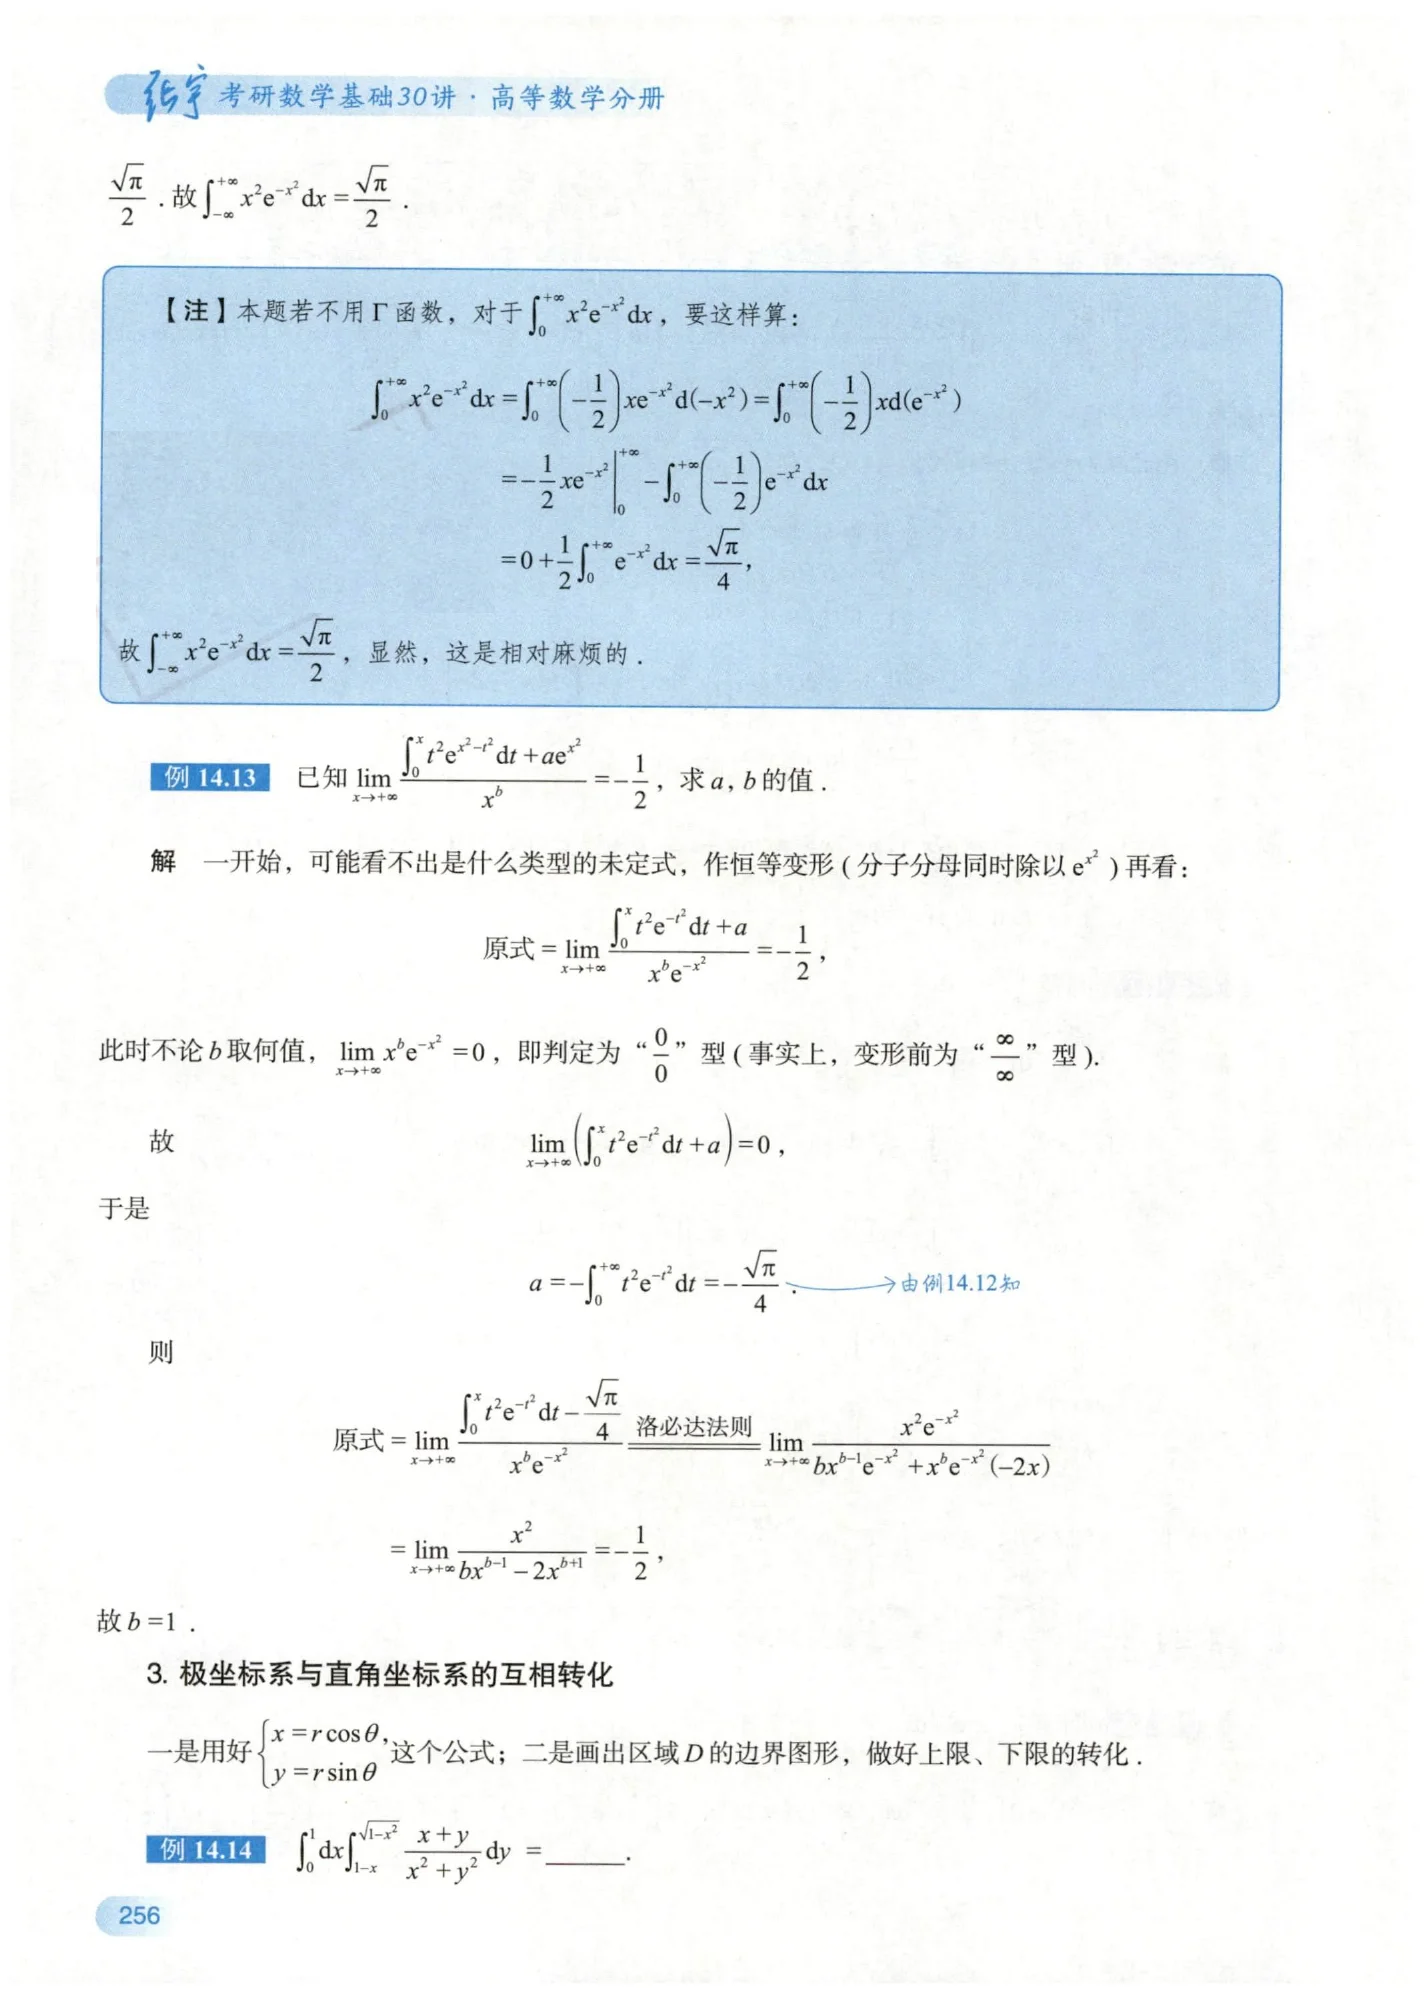 张宇 考研数学基础30讲·高等数学分册
$\frac{\sqrt{\pi}}{2}$ .故 $\int_{-\infty}^{+\infty} x^2 e^{-x^2} dx = \frac{\sqrt{\pi}}{2}$ .
【注】本题若不用 Γ 函数，对于 $\int_0^{+\infty} x^2 e^{-x^2} dx$，要这样算：
$\int_0^{+\infty} x^2 e^{-x^2} dx = \int_0^{+\infty} \left(-\frac{1}{2}\right) x e^{-x^2} d(-x^2) = \int_0^{+\infty} \left(-\frac{1}{2}\right) x d(e^{-x^2})$
$= -\frac{1}{2} x e^{-x^2} \Big|_0^{+\infty} - \int_0^{+\infty} \left(-\frac{1}{2}\right) e^{-x^2} dx$
$= 0 + \frac{1}{2} \int_0^{+\infty} e^{-x^2} dx = \frac{\sqrt{\pi}}{4},$
故 $\int_{-\infty}^{+\infty} x^2 e^{-x^2} dx = \frac{\sqrt{\pi}}{2}$，显然，这是相对麻烦的 .
例 14.13 已知 $\lim_{x \to +\infty} \frac{\int_0^x t^2 e^{x^2-t^2} dt + a e^{x^2}}{x^b} = -\frac{1}{2}$，求 a, b 的值 .
解 一开始，可能看不出是什么类型的未定式，作恒等变形 ( 分子分母同时除以 $e^{x^2}$ ) 再看：
原式 $= \lim_{x \to +\infty} \frac{\int_0^x t^2 e^{-t^2} dt + a}{x^b e^{-x^2}} = -\frac{1}{2},$
此时不论 b 取何值，$\lim_{x \to +\infty} x^b e^{-x^2} = 0$，即判定为“$\frac{0}{0}$”型 ( 事实上，变形前为“$\frac{\infty}{\infty}$”型 ).
故 $\lim_{x \to +\infty} \left( \int_0^x t^2 e^{-t^2} dt + a \right) = 0,$
于是
$a = -\int_0^{+\infty} t^2 e^{-t^2} dt = -\frac{\sqrt{\pi}}{4}$ . → 由例14.12知
则
原式 $= \lim_{x \to +\infty} \frac{\int_0^x t^2 e^{-t^2} dt - \frac{\sqrt{\pi}}{4}}{x^b e^{-x^2}} \overset{洛必达法则}{=} \lim_{x \to +\infty} \frac{x^2 e^{-x^2}}{b x^{b-1} e^{-x^2} + x^b e^{-x^2} (-2x)}$
$= \lim_{x \to +\infty} \frac{x^2}{b x^{b-1} - 2x^{b+1}} = -\frac{1}{2},$
故 b =1 .
3. 极坐标系与直角坐标系的互相转化
一是用好 $\begin{cases} x = r\cos\theta, \\ y = r\sin\theta \end{cases}$ 这个公式；二是画出区域 D 的边界图形，做好上限、下限的转化 .
例 14.14 $\int_0^1 dx \int_{1-x}^{\sqrt{1-x^2}} \frac{x+y}{x^2+y^2} dy$ = ______.
256